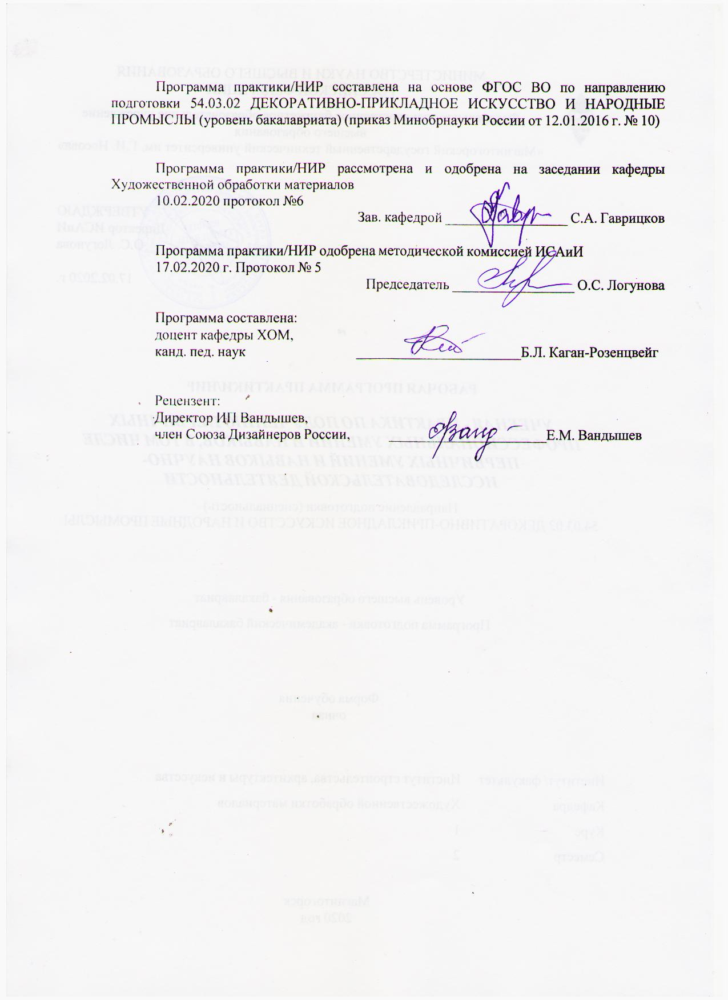 Программа практики/НИР составлена на основе ФГОС ВО по направлению
подготовки 54.03.02 ДЕКОРАТИВНО-ПРИКЛАДНОЕ ИСКУССТВО И НАРОДНЫЕ
ПРОМЫСЛЫ (уровень бакалавриата) (приказ Минобрнауки России от 12.01.2016 г. № 10)
Программа практики/НИР рассмотрена и одобрена на заседании кафедры
Художественной обработки материалов
10.02.2020 протокол №6
Зав. кафедрой С.А. Гаврицков
Программа практики/НИР одобрена методической комиссией ИСАиИ
17.02.2020 г. Протокол № 5
Председатель О.С. Логунова
Программа составлена:
доцент кафедры ХОМ,
канд. пед. наук Б.Л. Каган-Розенцвейг
Рецензент:
Директор ИП Вандышев,
член Союза Дизайнеров России, Е.М. Вандышев